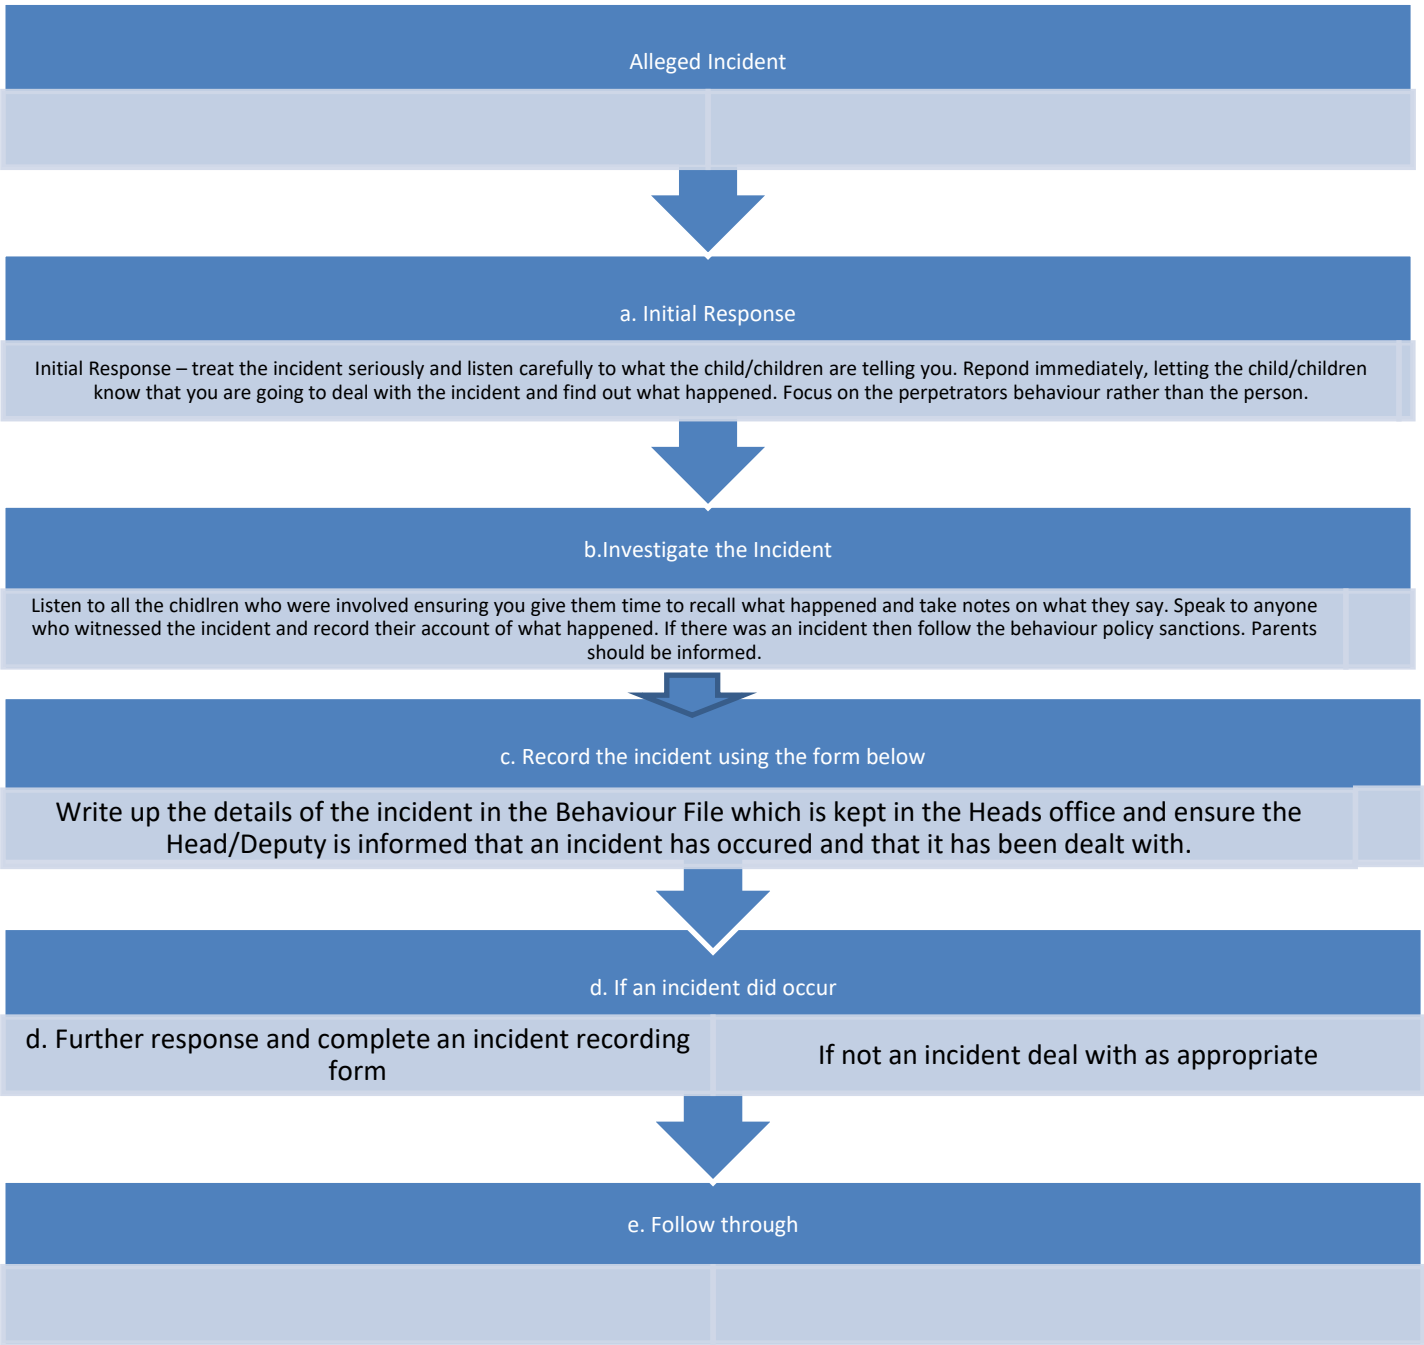 Alleged Incident
a. Initial Response
Initial Response – treat the incident seriously and listen carefully to what the child/children are telling you. Repond immediately, letting the child/children
know that you are going to deal with the incident and find out what happened. Focus on the perpetrators behaviour rather than the person.
b.Investigate the Incident
Listen to all the chidlren who were involved ensuring you give them time to recall what happened and take notes on what they say. Speak to anyone
who witnessed the incident and record their account of what happened. If there was an incident then follow the behaviour policy sanctions. Parents
should be informed.
c. Record the incident using the form below
Write up the details of the incident in the Behaviour File which is kept in the Heads office and ensure the
Head/Deputy is informed that an incident has occured and that it has been dealt with.
d. If an incident did occur
d. Further response and complete an incident recording
form
If not an incident deal with as appropriate
e. Follow through